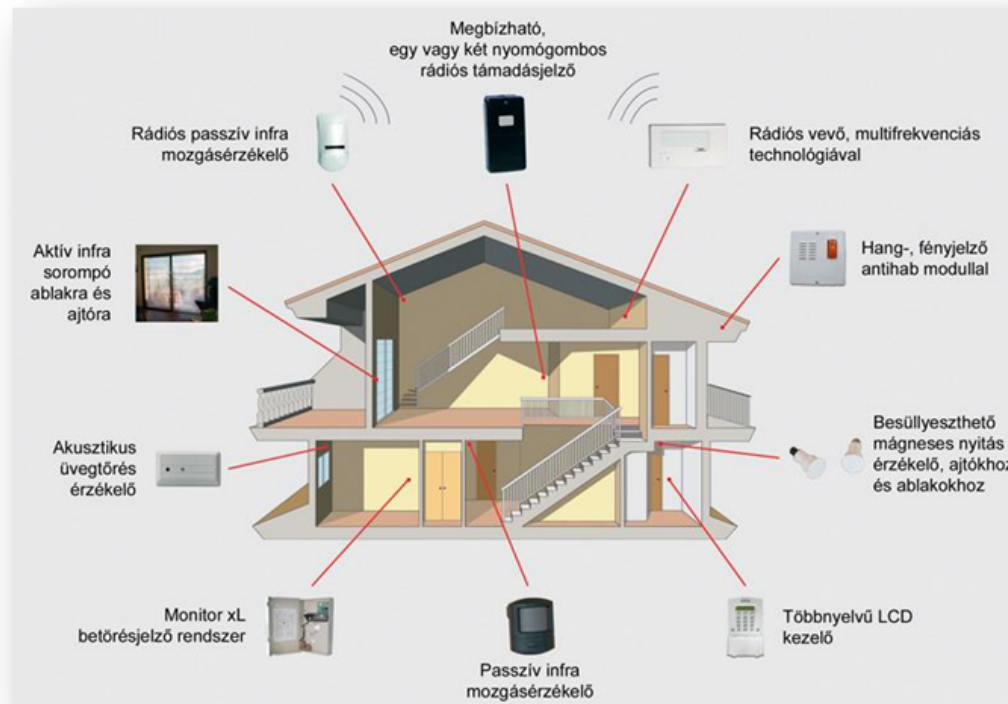 Megbízható,
egy vagy két nyomógombos
rádiós támadásjelző
Rádiós passzív infra
mozgásérzékelő
Rádiós vevő, multifrekvenciás
technológiával
Aktív infra
sorompó
ablakra és
ajtóra
Hang-, fényjelző
antihab modullal
Akusztikus
üvegtörés
érzékelő
Besüllyeszthető
mágneses nyitás
érzékelő, ajtókhoz
és ablakokhoz
Monitor xL
betörésjelző rendszer
Passzív infra
mozgásérzékelő
Többnyelvű LCD
kezelő